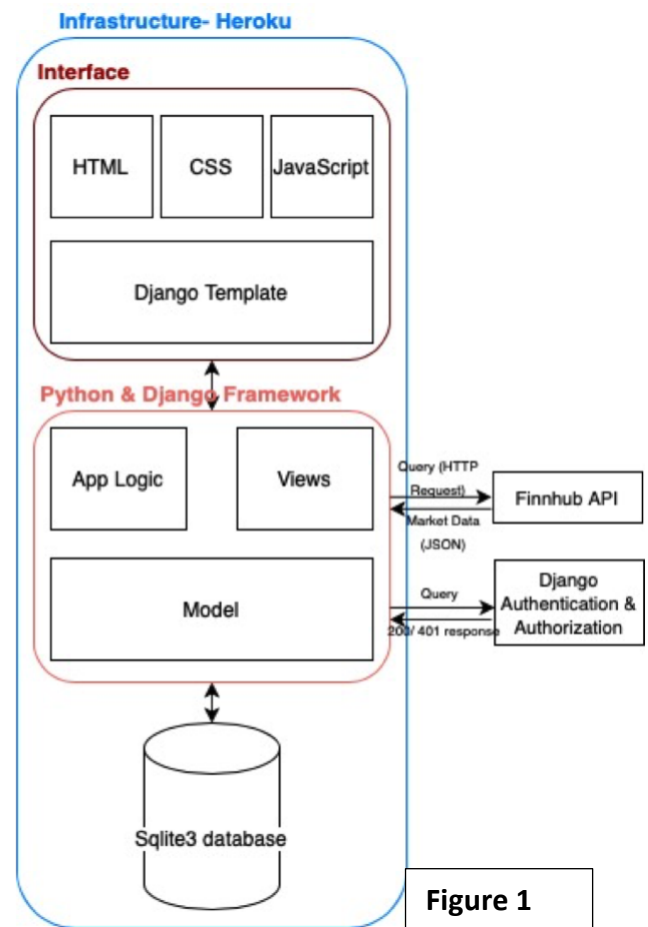 Infrastructure- Heroku
Interface
HTML
CSS
JavaScript
Django Template
Python & Django Framework
App Logic
Views
Query (HTTP
Request)
Market Data
(JSON)
Finnhub API
Model
Query
200/ 401 response
Django
Authentication &
Authorization
Sqlite3 database
Figure 1